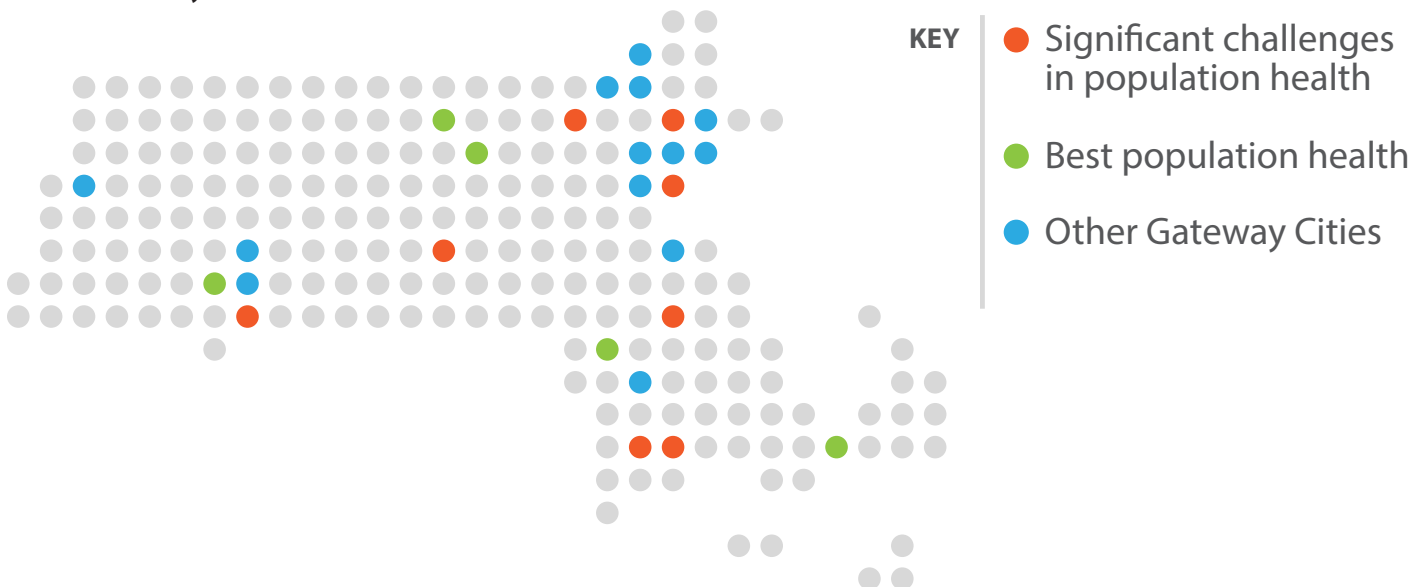 KEY
Significant challenges
in population health
Best population health
Other Gateway Cities